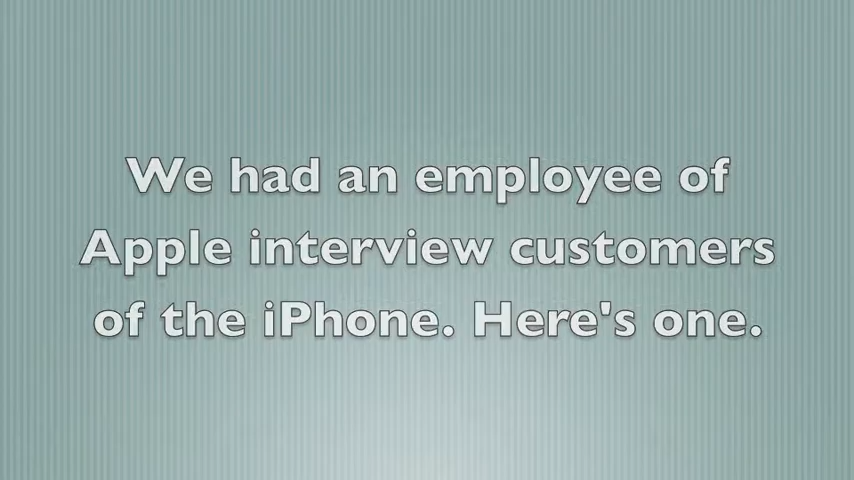 We had an employee of
Apple interview customers
of the iPhone. Here's one.